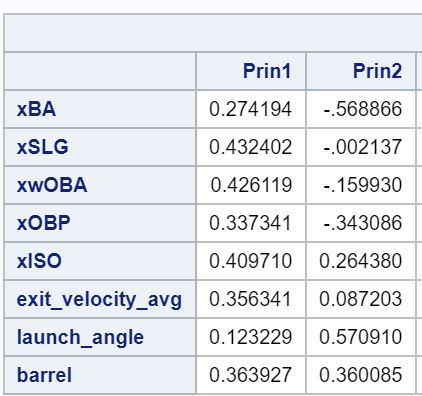 Prin1 Prin2
xBA 0.274194 -.568866
xSLG 0.432402 -.002137
xwOBA 0.426119 -.159930
xOBP 0.337341 -.343086
xISO 0.409710 0.264380
exit_velocity_avg 0.356341 0.087203
launch_angle 0.123229 0.570910
barrel 0.363927 0.360085